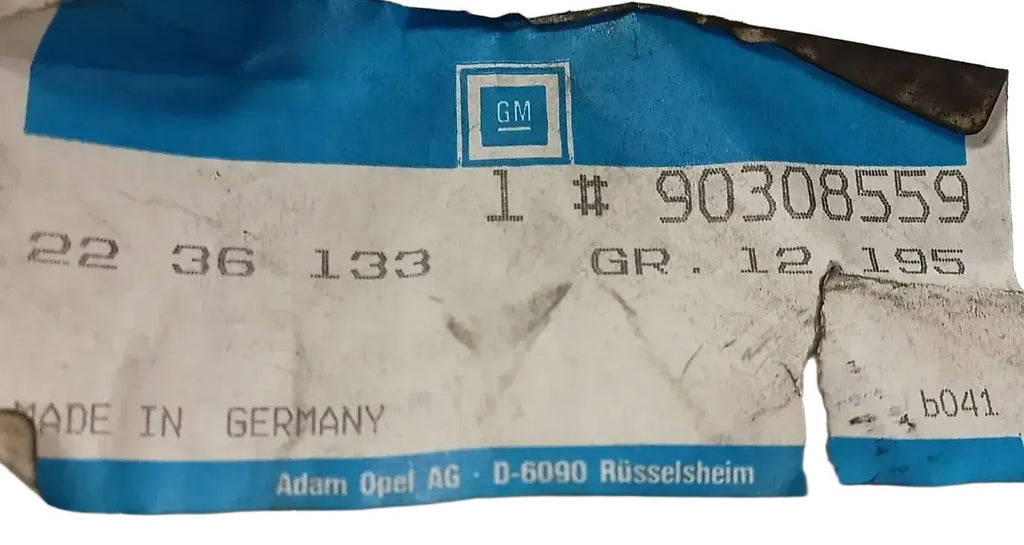 GM
1 # 90308559
22 36 133 GR. 12 195
MADE IN GERMANY
b041
Adam Opel AG · D-6090 Rüsselsheim